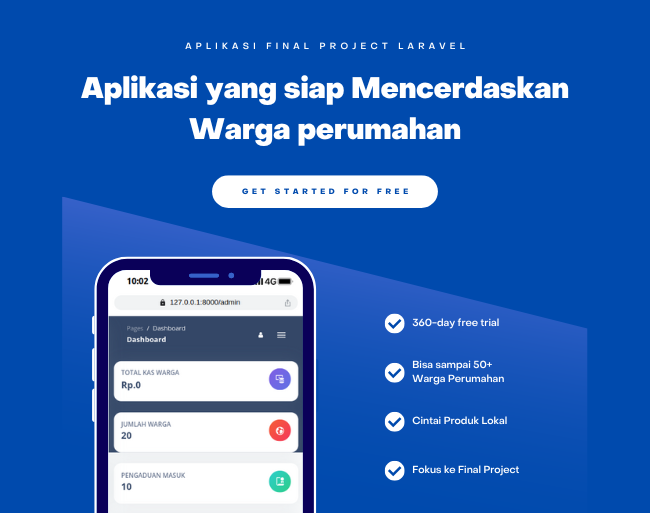 APLIKASI FINAL PROJECT LARAVEL
Aplikasi yang siap Mencerdaskan
Warga perumahan
GET STARTED FOR FREE
10:02
4G
127.0.0.1:8000/admin
Pages / Dashboard
Dashboard
TOTAL KAS WARGA
Rp.0
JUMLAH WARGA
20
PENGADUAN MASUK
10
360-day free trial
Bisa sampai 50+
Warga Perumahan
Cintai Produk Lokal
Fokus ke Final Project